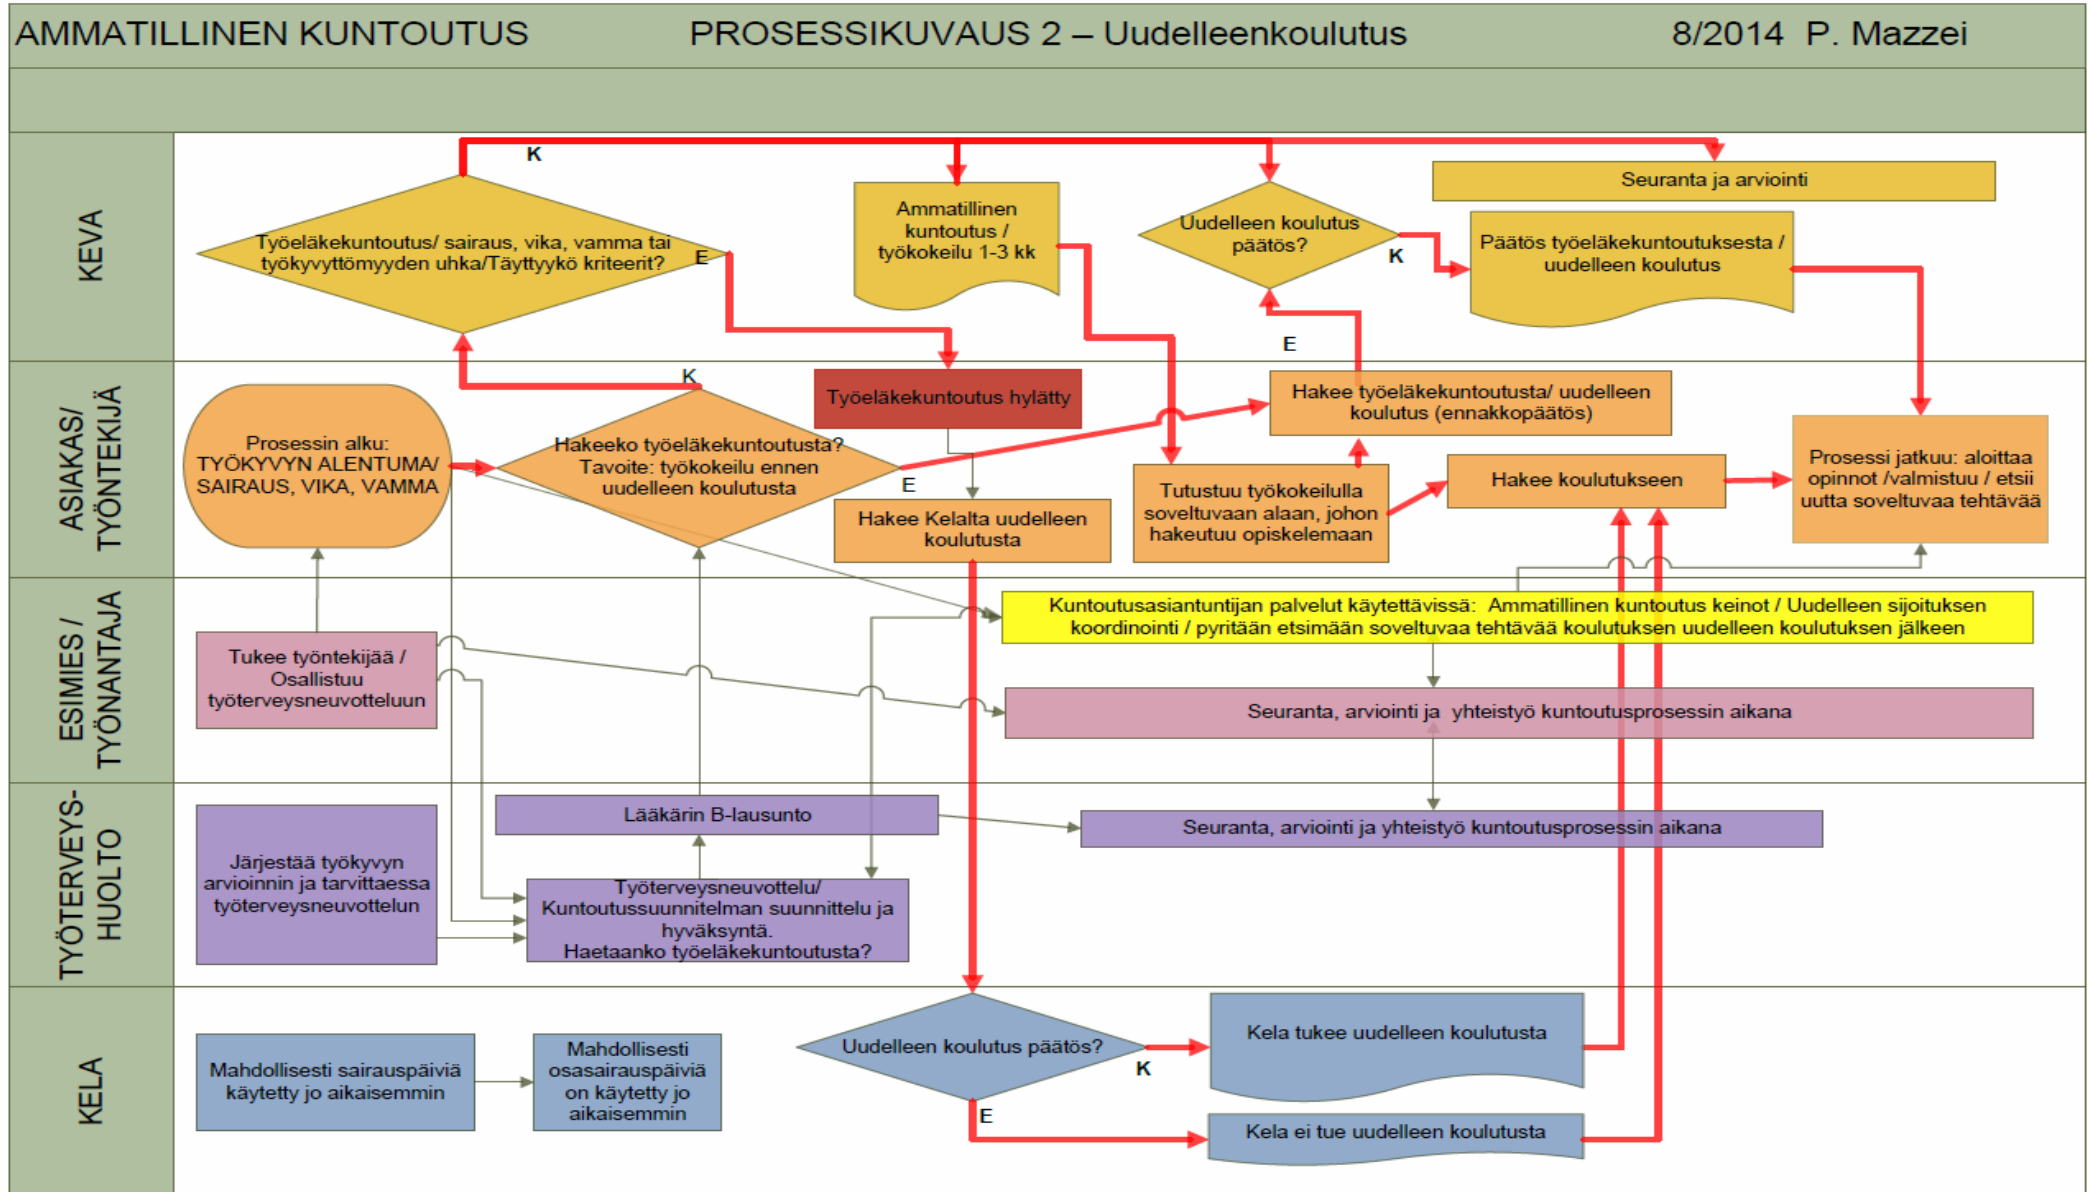 AMMATILLINEN KUNTOUTUS
PROSESSIKUVAUS 2 – Uudelleenkoulutus
8/2014 P. Mazzei
KEVA
K
Työeläkekuntoutus/ sairaus, vika, vamma tai
työkyvyttömyyden uhka/Täyttyykö kriteerit?
E
Ammatillinen
kuntoutus /
työkokeilu 1-3 kk
Uudelleen koulutus
päätös?
K
E
Seuranta ja arviointi
Päätös työeläkekuntoutuksesta /
uudelleen koulutus
ASIAKAS/
TYÖNTEKIJÄ
Prosessin alku:
TYÖKYVYN ALENTUMA/
SAIRAUS, VIKA, VAMMA
K
Hakeeko työeläkekuntoutusta?
Tavoite: työkokeilu ennen
uudelleen koulutusta
E
Työeläkekuntoutus hylätty
Hakee Kelalta uudelleen
koulutusta
Hakee työeläkekuntoutusta/ uudelleen
koulutus (ennakkopäätös)
Tutustuu työkokeilulla
soveltuvaan alaan, johon
hakeutuu opiskelemaan
Hakee koulutukseen
Prosessi jatkuu: aloittaa
opinnot /valmistuu / etsii
uutta soveltuvaa tehtävää
ESIMIES /
TYÖNANTAJA
Tukee työntekijää /
Osallistuu
työterveysneuvotteluun
Kuntoutusasiantuntijan palvelut käytettävissä: Ammatillinen kuntoutus keinot / Uudelleen sijoituksen
koordinointi / pyritään etsimään soveltuvaa tehtävää koulutuksen uudelleen koulutuksen jälkeen
Seuranta, arviointi ja yhteistyö kuntoutusprosessin aikana
TYÖTERVEYS-
HUOLTO
Järjestää työkyvyn
arvioinnin ja tarvittaessa
työterveysneuvottelun
Lääkärin B-lausunto
Työterveysneuvottelu/
Kuntoutussuunnitelman suunnittelu ja
hyväksyntä.
Haetaanko työeläkekuntoutusta?
Seuranta, arviointi ja yhteistyö kuntoutusprosessin aikana
KELA
Mahdollisesti sairauspäiviä
käytetty jo aikaisemmin
Mahdollisesti
osasairauspäiviä
on käytetty jo
aikaisemmin
Uudelleen koulutus päätös?
K
E
Kela tukee uudelleen koulutusta
Kela ei tue uudelleen koulutusta